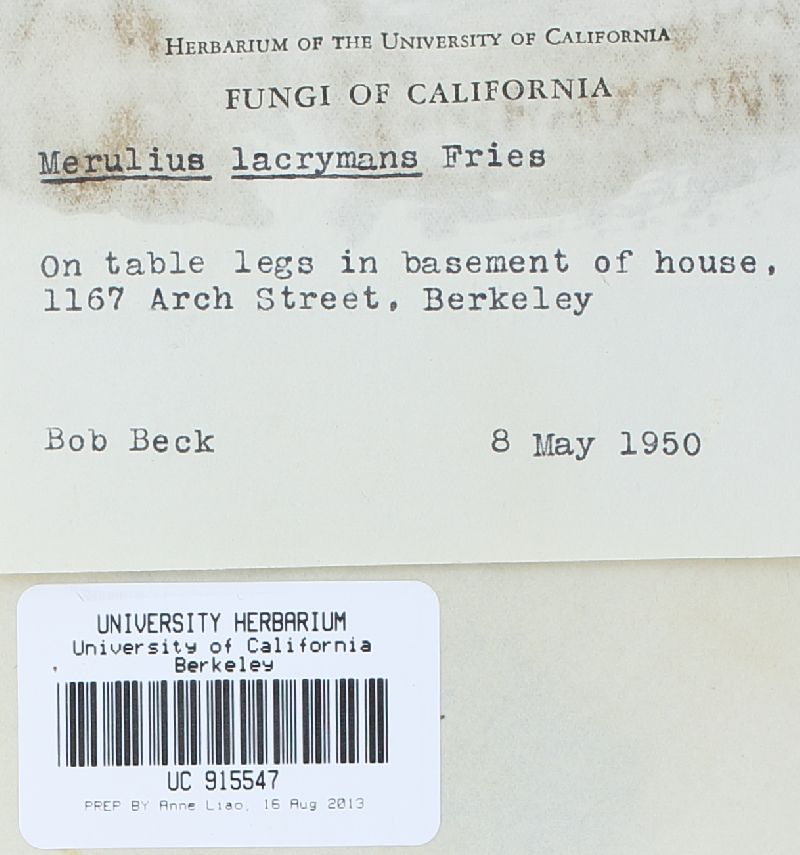 HERBARIUM OF THE UNIVERSITY OF CALIFORNIA
FUNGI OF CALIFORNIA
Merulius lacrymans Fries
On table legs in basement of house,
1167 Arch Street, Berkeley
Bob Beck 8 May 1950
UNIVERSITY HERBARIUM
University of California
Berkeley
UC 915547
PREP BY Anne Liao, 16 Aug 2013